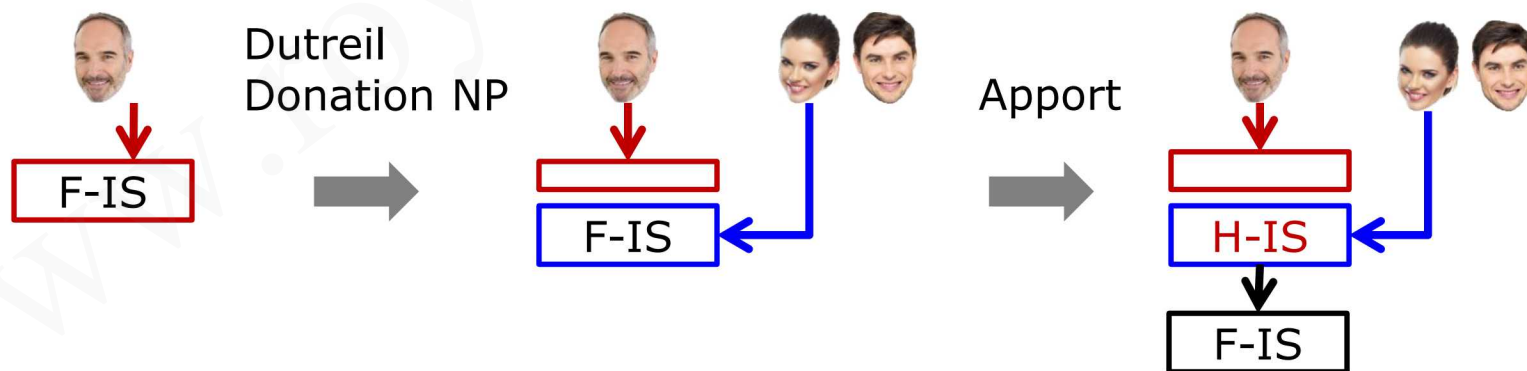 Dutreil
Donation NP
Apport
F-IS
F-IS
H-IS
F-IS